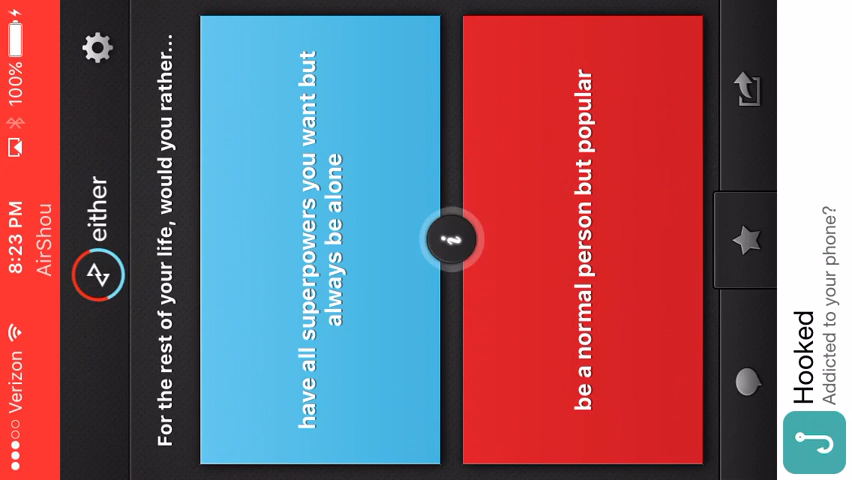 Verizon 8:23 PM 100%
AirShou
either
For the rest of your life, would you rather...
have all superpowers you want but
always be alone
i
be a normal person but popular
Hooked
Addicted to your phone?